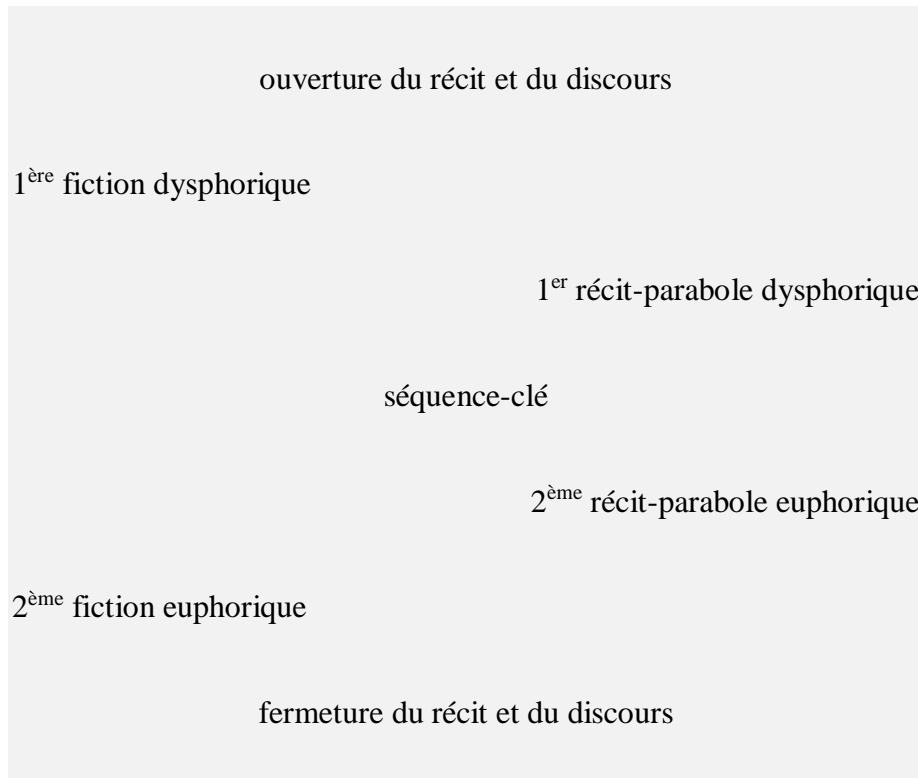 ouverture du récit et du discours
1ère fiction dysphorique
1er récit-parabole dysphorique
séquence-clé
2ème récit-parabole euphorique
2ème fiction euphorique
fermeture du récit et du discours